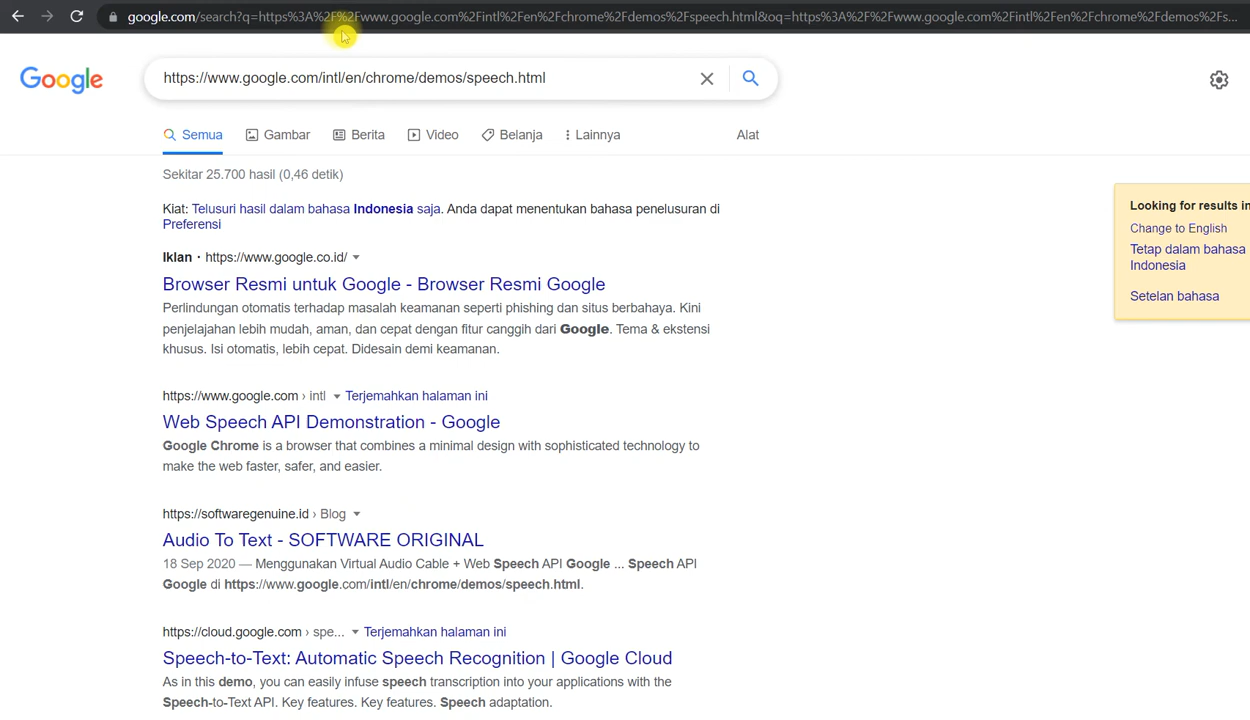 google.com/search?q=https%3A%2F%2Fwww.google.com%2Fintl%2Fen%2Fchrome%2Fdemos%2Fspeech.html&oq=https%3A%2F%2Fwww.google.com%2Fintl%2Fen%2Fchrome%2Fdemos%2Fs...
Google
https://www.google.com/intl/en/chrome/demos/speech.html
Semua Gambar Berita Video Belanja Lainnya Alat
Sekitar 25.700 hasil (0,46 detik)
Kiat: Telusuri hasil dalam bahasa Indonesia saja. Anda dapat menentukan bahasa penelusuran di
Preferensi
Iklan · https://www.google.co.id/
Browser Resmi untuk Google - Browser Resmi Google
Perlindungan otomatis terhadap masalah keamanan seperti phishing dan situs berbahaya. Kini
penjelajahan lebih mudah, aman, dan cepat dengan fitur canggih dari Google. Tema & ekstensi
khusus. Isi otomatis, lebih cepat. Didesain demi keamanan.
https://www.google.com › intl Terjemahkan halaman ini
Web Speech API Demonstration - Google
Google Chrome is a browser that combines a minimal design with sophisticated technology to
make the web faster, safer, and easier.
https://softwaregenuine.id › Blog
Audio To Text - SOFTWARE ORIGINAL
18 Sep 2020 — Menggunakan Virtual Audio Cable + Web Speech API Google ... Speech API
Google di https://www.google.com/intl/en/chrome/demos/speech.html.
https://cloud.google.com › spe... Terjemahkan halaman ini
Speech-to-Text: Automatic Speech Recognition | Google Cloud
As in this demo, you can easily infuse speech transcription into your applications with the
Speech-to-Text API. Key features. Key features. Speech adaptation.
Looking for results in
Change to English
Tetap dalam bahasa
Indonesia
Setelan bahasa